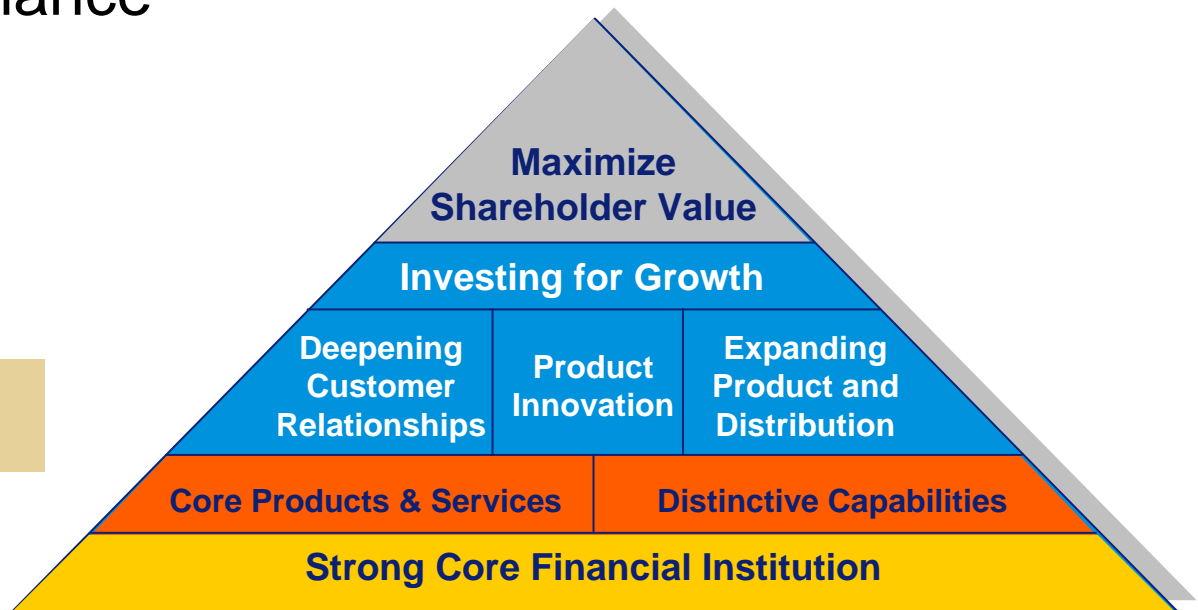 Maximize
Shareholder Value
Investing for Growth
Deepening
Customer
Relationships
Product
Innovation
Expanding
Product and
Distribution
Core Products & Services
Distinctive Capabilities
Strong Core Financial Institution